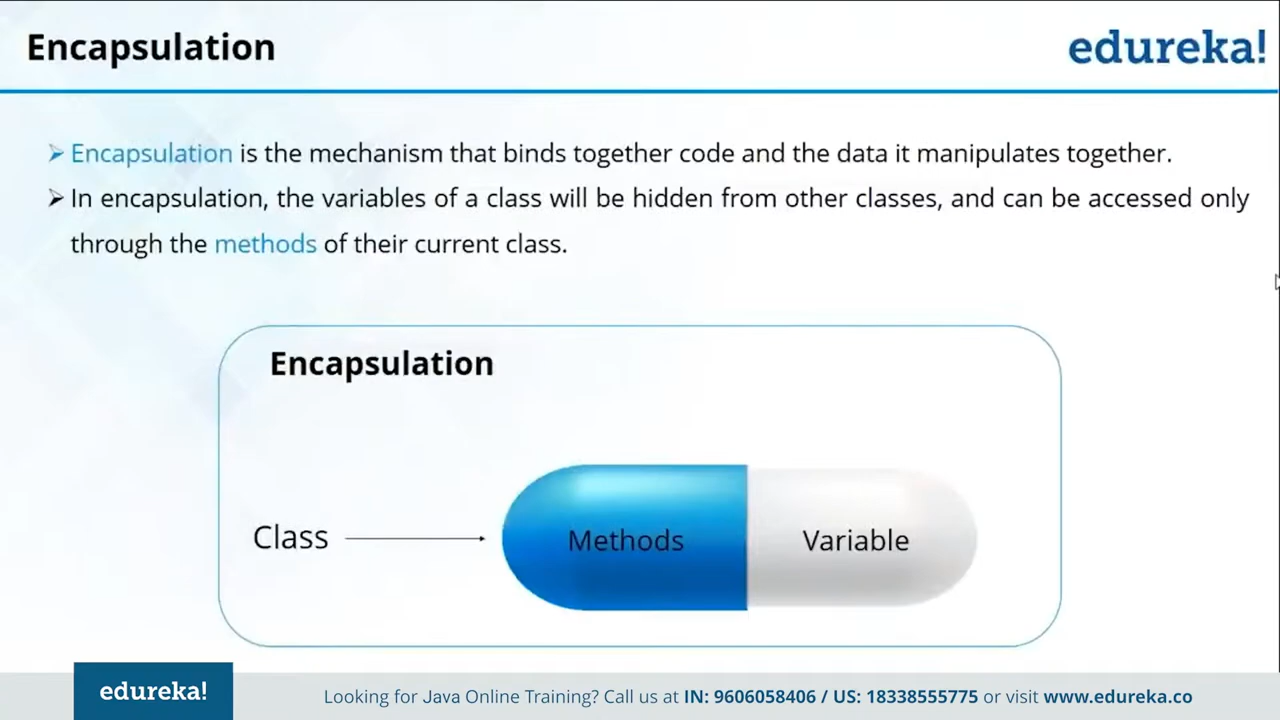 Encapsulation
edureka!
➢ Encapsulation is the mechanism that binds together code and the data it manipulates together.
➢ In encapsulation, the variables of a class will be hidden from other classes, and can be accessed only
through the methods of their current class.
Encapsulation
Class
Methods
Variable
edureka!
Looking for Java Online Training? Call us at IN: 9606058406 / US: 18338555775 or visit www.edureka.co